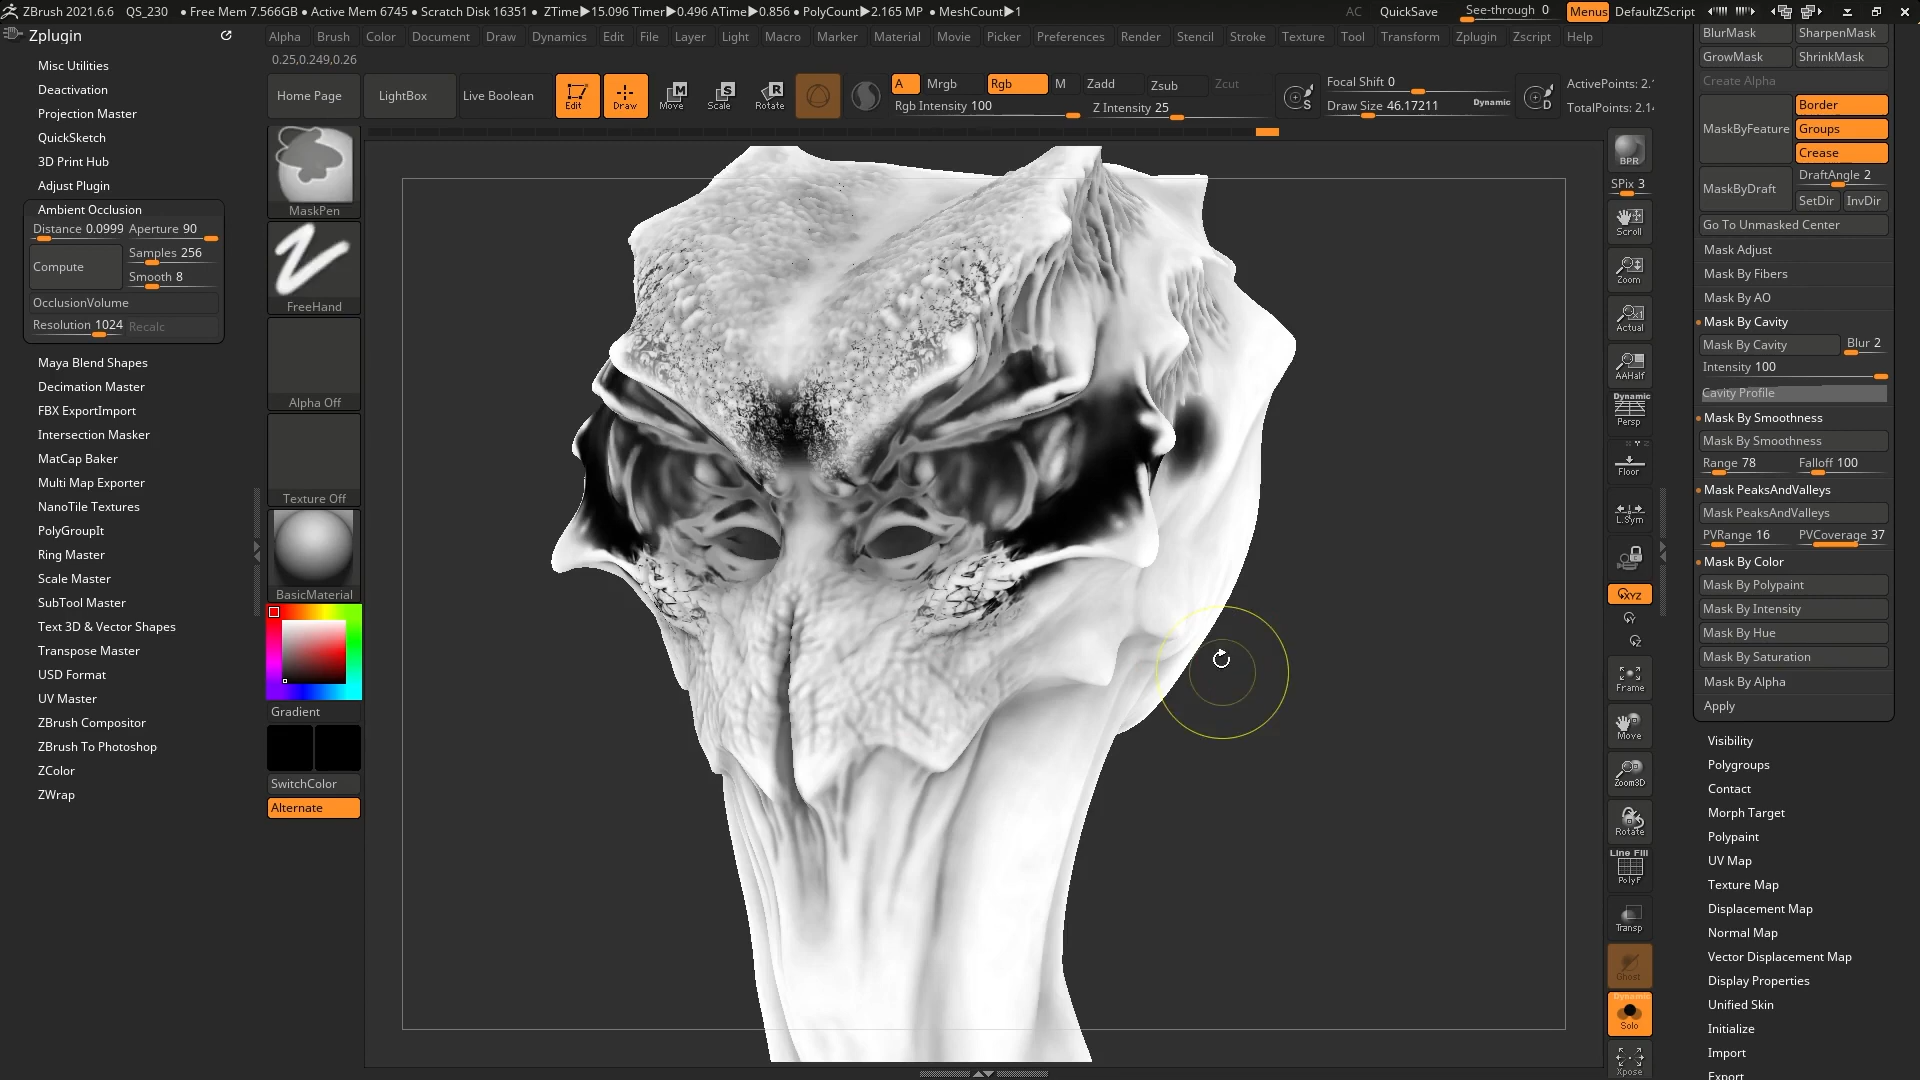 ZBrush 2021.6.6 QS_230 • Free Mem 7.566GB • Active Mem 6745 • Scratch Disk 16351 • ZTime▶15.096 Timer▶0.496 ATime▶0.856 • PolyCount▶2.165 MP • MeshCount▶1
AC QuickSave See-through 0 Menus DefaultZScript
Zplugin
Alpha Brush Color Document Draw Dynamics Edit File Layer Light Macro Marker Material Movie Picker Preferences Render Stencil Stroke Texture Tool Transform Zplugin Zscript Help
0.25,0.249,0.26
Home Page
LightBox
Live Boolean
Edit
Draw
Move
Scale
Rotate
A Mrgb Rgb M Zadd Zsub Zcut
Rgb Intensity 100 Z Intensity 25
Focal Shift 0
Draw Size 46.17211 Dynamic
ActivePoints: 2.
TotalPoints: 2.1
Misc Utilities
Deactivation
Projection Master
QuickSketch
3D Print Hub
Adjust Plugin
Ambient Occlusion
Distance 0.0999 Aperture 90
Compute
Samples 256
Smooth 8
OcclusionVolume
Resolution 1024 Recalc
Maya Blend Shapes
Decimation Master
FBX ExportImport
Intersection Masker
MatCap Baker
Multi Map Exporter
NanoTile Textures
PolyGroupIt
Ring Master
Scale Master
SubTool Master
Text 3D & Vector Shapes
Transpose Master
USD Format
UV Master
ZBrush Compositor
ZBrush To Photoshop
ZColor
ZWrap
MaskPen
FreeHand
Alpha Off
Texture Off
BasicMaterial
Gradient
SwitchColor
Alternate
BPR
SPix 3
Scroll
Zoom
Actual
AAHalf
Dynamic
Persp
Floor
L.Sym
XYZ
Y
Z
Frame
Move
Zoom3D
Rotate
Line Fill
PolyF
Transp
Ghost
Dynamic
Solo
Xpose
BlurMask SharpenMask
GrowMask ShrinkMask
Create Alpha
MaskByFeature
Border
Groups
Crease
MaskByDraft
DraftAngle 2
SetDir InvDir
Go To Unmasked Center
Mask Adjust
Mask By Fibers
Mask By AO
Mask By Cavity
Mask By Cavity Blur 2
Intensity 100
Cavity Profile
Mask By Smoothness
Mask By Smoothness
Range 78 Falloff 100
Mask PeaksAndValleys
Mask PeaksAndValleys
PVRange 16 PVCoverage 37
Mask By Color
Mask By Polypaint
Mask By Intensity
Mask By Hue
Mask By Saturation
Mask By Alpha
Apply
Visibility
Polygroups
Contact
Morph Target
Polypaint
UV Map
Texture Map
Displacement Map
Normal Map
Vector Displacement Map
Display Properties
Unified Skin
Initialize
Import
Export